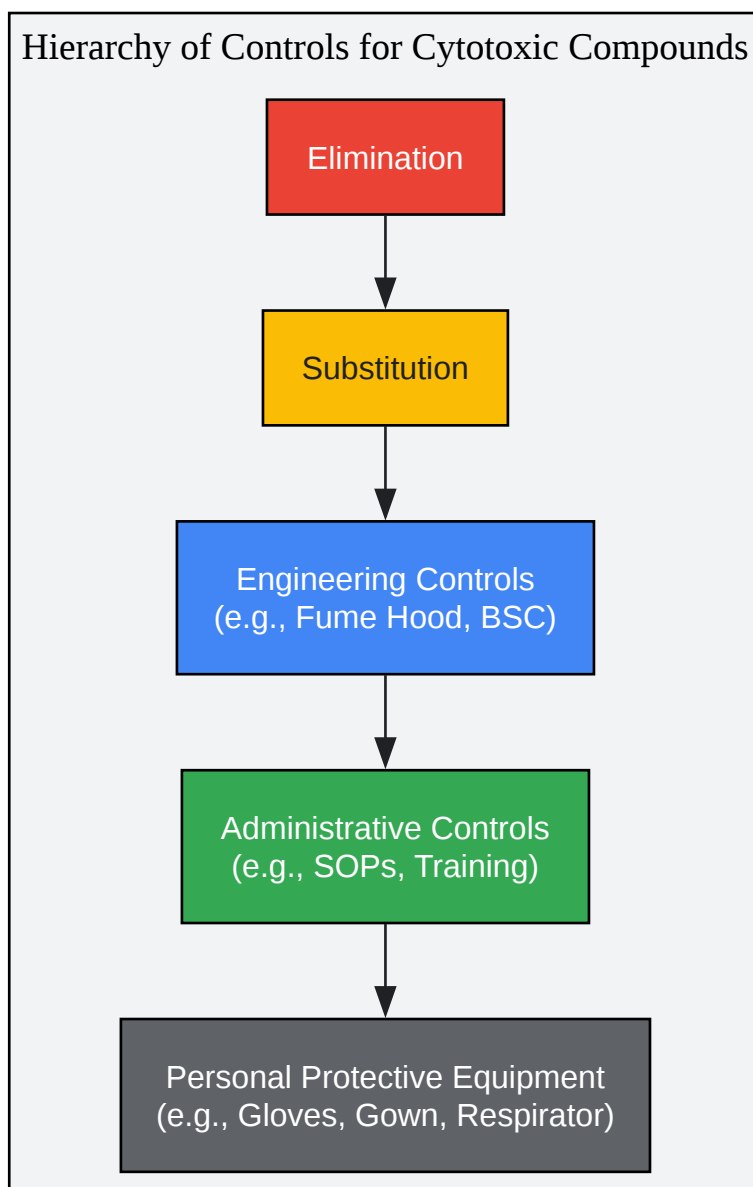 Hierarchy of Controls for Cytotoxic Compounds
Elimination
Substitution
Engineering Controls
(e.g., Fume Hood, BSC)
Administrative Controls
(e.g., SOPs, Training)
Personal Protective Equipment
(e.g., Gloves, Gown, Respirator)